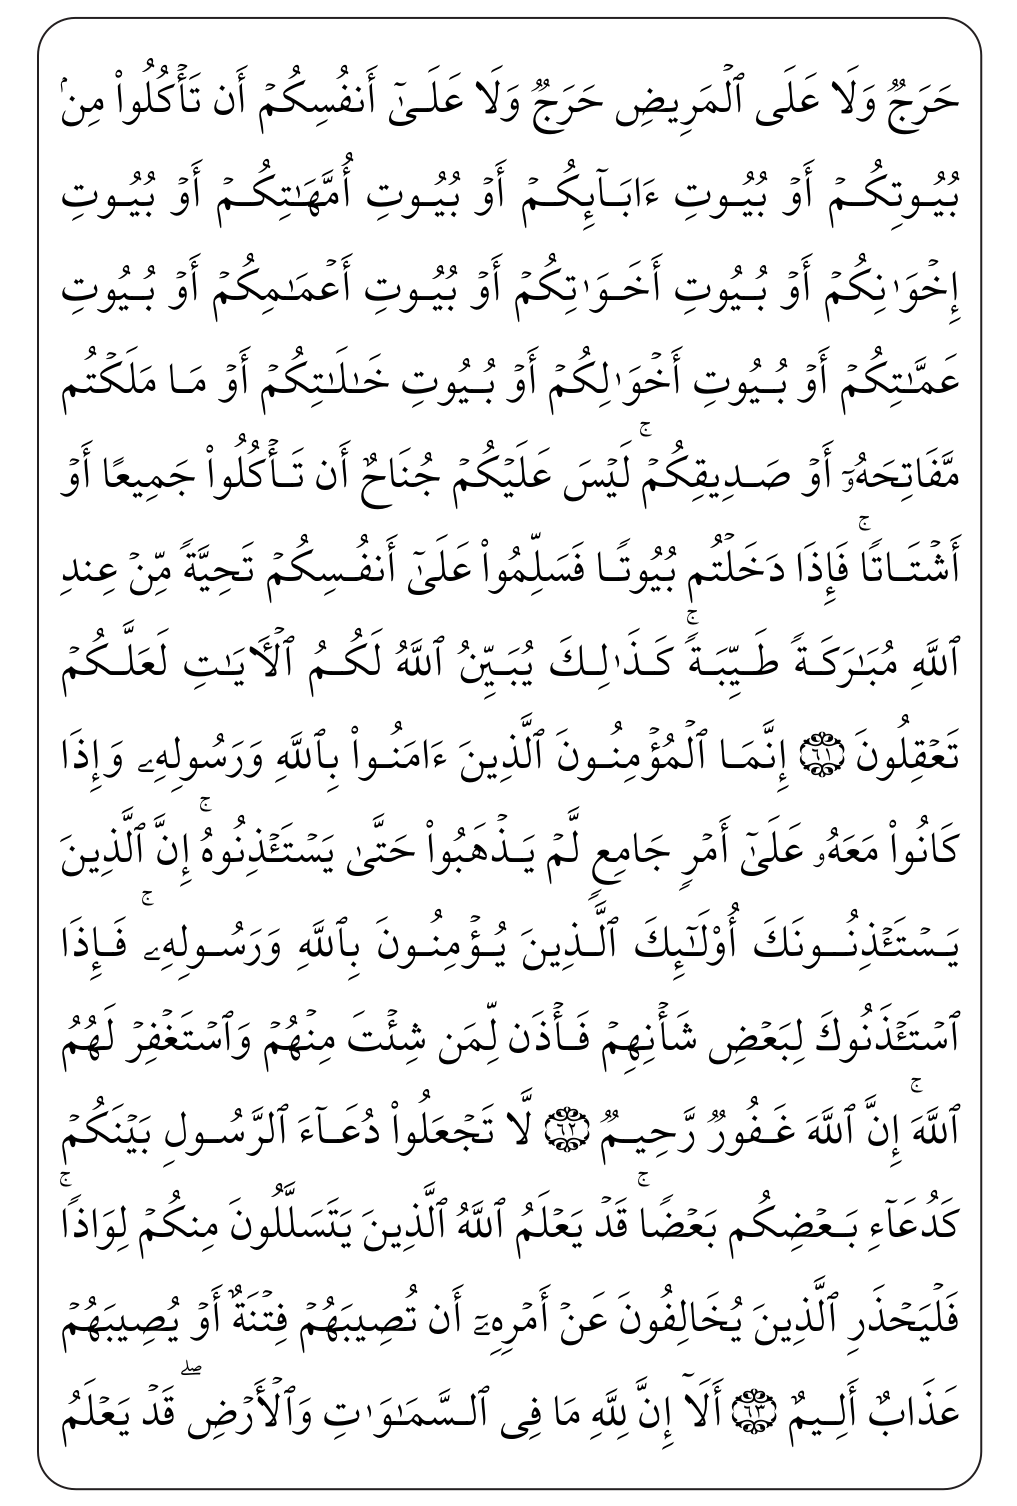 حَرَجٞ وَلَا عَلَى ٱلۡمَرِيضِ حَرَجٞ وَلَا عَلَىٰٓ أَنفُسِكُمۡ أَن تَأۡكُلُواْ مِنۢ
بُيُوتِكُمۡ أَوۡ بُيُوتِ ءَابَآئِكُمۡ أَوۡ بُيُوتِ أُمَّهَٰتِكُمۡ أَوۡ بُيُوتِ
إِخۡوَٰنِكُمۡ أَوۡ بُيُوتِ أَخَوَٰتِكُمۡ أَوۡ بُيُوتِ أَعۡمَٰمِكُمۡ أَوۡ بُيُوتِ
عَمَّٰتِكُمۡ أَوۡ بُيُوتِ أَخۡوَٰلِكُمۡ أَوۡ بُيُوتِ خَٰلَٰتِكُمۡ أَوۡ مَا مَلَكۡتُم
مَّفَاتِحَهُۥٓ أَوۡ صَدِيقِكُمۡۚ لَيۡسَ عَلَيۡكُمۡ جُنَاحٌ أَن تَأۡكُلُواْ جَمِيعًا أَوۡ
أَشۡتَاتٗاۚ فَإِذَا دَخَلۡتُم بُيُوتٗا فَسَلِّمُواْ عَلَىٰٓ أَنفُسِكُمۡ تَحِيَّةٗ مِّنۡ عِندِ
ٱللَّهِ مُبَٰرَكَةٗ طَيِّبَةٗۚ كَذَٰلِكَ يُبَيِّنُ ٱللَّهُ لَكُمُ ٱلۡأٓيَٰتِ لَعَلَّكُمۡ
تَعۡقِلُونَ ٦١ إِنَّمَا ٱلۡمُؤۡمِنُونَ ٱلَّذِينَ ءَامَنُواْ بِٱللَّهِ وَرَسُولِهِۦ وَإِذَا
كَانُواْ مَعَهُۥ عَلَىٰٓ أَمۡرٖ جَامِعٖ لَّمۡ يَذۡهَبُواْ حَتَّىٰ يَسۡتَـٔۡذِنُوهُۚ إِنَّ ٱلَّذِينَ
يَسۡتَـٔۡذِنُونَكَ أُوْلَٰٓئِكَ ٱلَّذِينَ يُؤۡمِنُونَ بِٱللَّهِ وَرَسُولِهِۦۚ فَإِذَا
ٱسۡتَـٔۡذَنُوكَ لِبَعۡضِ شَأۡنِهِمۡ فَأۡذَن لِّمَن شِئۡتَ مِنۡهُمۡ وَٱسۡتَغۡفِرۡ لَهُمُ
ٱللَّهَۚ إِنَّ ٱللَّهَ غَفُورٞ رَّحِيمٞ ٦٢ لَّا تَجۡعَلُواْ دُعَآءَ ٱلرَّسُولِ بَيۡنَكُمۡ
كَدُعَآءِ بَعۡضِكُم بَعۡضٗاۚ قَدۡ يَعۡلَمُ ٱللَّهُ ٱلَّذِينَ يَتَسَلَّلُونَ مِنكُمۡ لِوَاذٗاۚ
فَلۡيَحۡذَرِ ٱلَّذِينَ يُخَالِفُونَ عَنۡ أَمۡرِهِۦٓ أَن تُصِيبَهُمۡ فِتۡنَةٌ أَوۡ يُصِيبَهُمۡ
عَذَابٌ أَلِيمٌ ٦٣ أَلَآ إِنَّ لِلَّهِ مَا فِي ٱلسَّمَٰوَٰتِ وَٱلۡأَرۡضِۖ قَدۡ يَعۡلَمُ